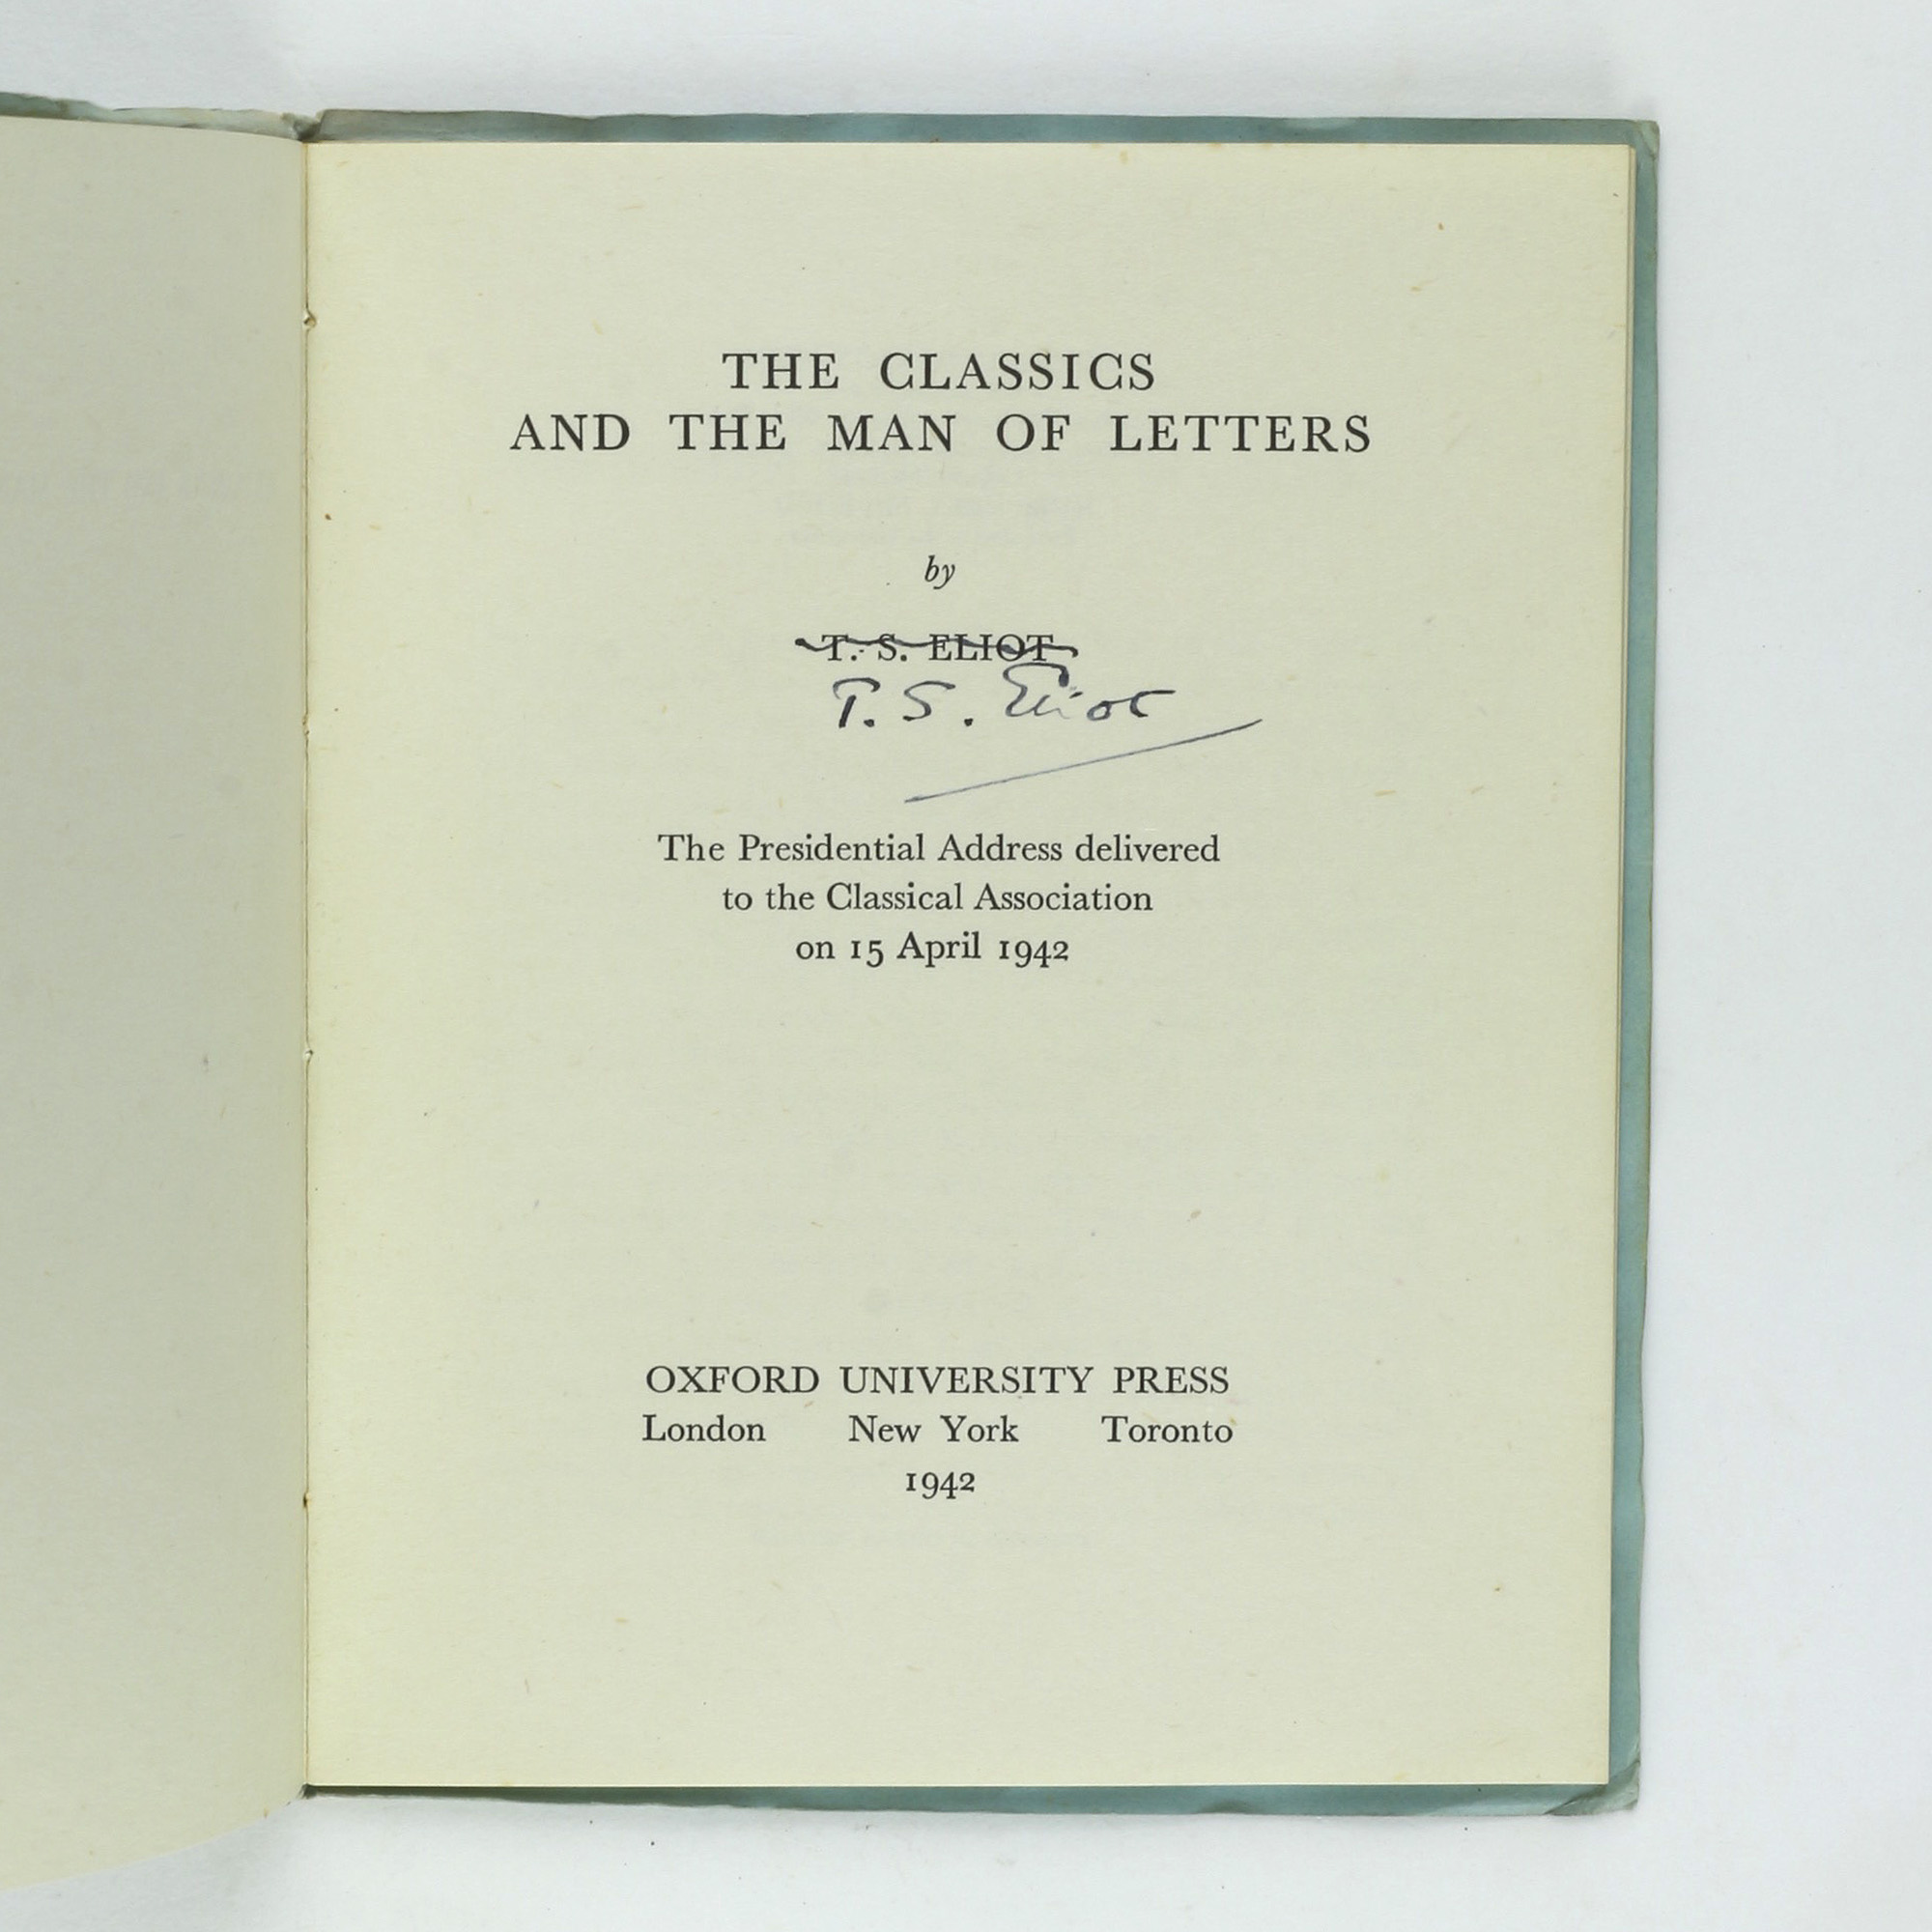 THE CLASSICS
AND THE MAN OF LETTERS
by
T. S. ELIOT
T. S. Eliot
The Presidential Address delivered
to the Classical Association
on 15 April 1942
OXFORD UNIVERSITY PRESS
London New York Toronto
1942